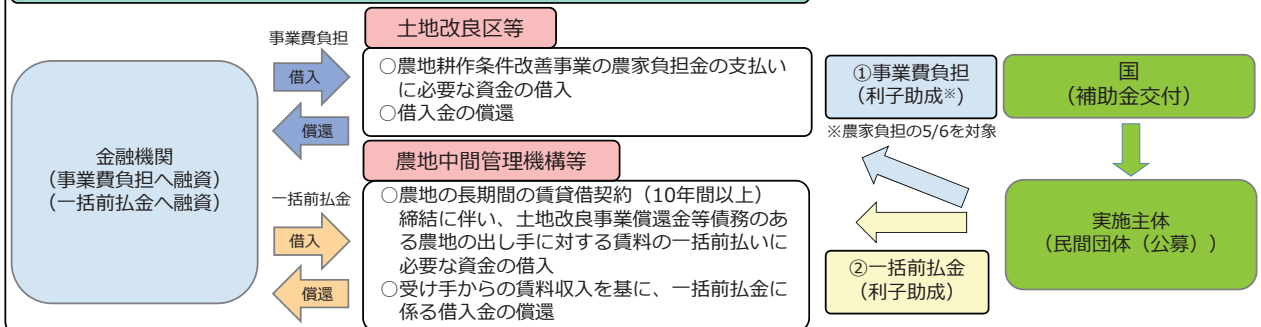 事業費負担
借入
償還
土地改良区等
○農地耕作条件改善事業の農家負担金の支払い
に必要な資金の借入
○借入金の償還
①事業費負担
(利子助成※)
※農家負担の5/6を対象
国
(補助金交付)
金融機関
(事業費負担へ融資)
(一括前払金へ融資)
一括前払金
借入
償還
農地中間管理機構等
○農地の長期間の賃貸借契約(10年間以上)
締結に伴い、土地改良事業償還金等債務のあ
る農地の出し手に対する賃料の一括前払いに
必要な資金の借入
○受け手からの賃料収入を基に、一括前払金に
係る借入金の償還
②一括前払金
(利子助成)
実施主体
(民間団体(公募))